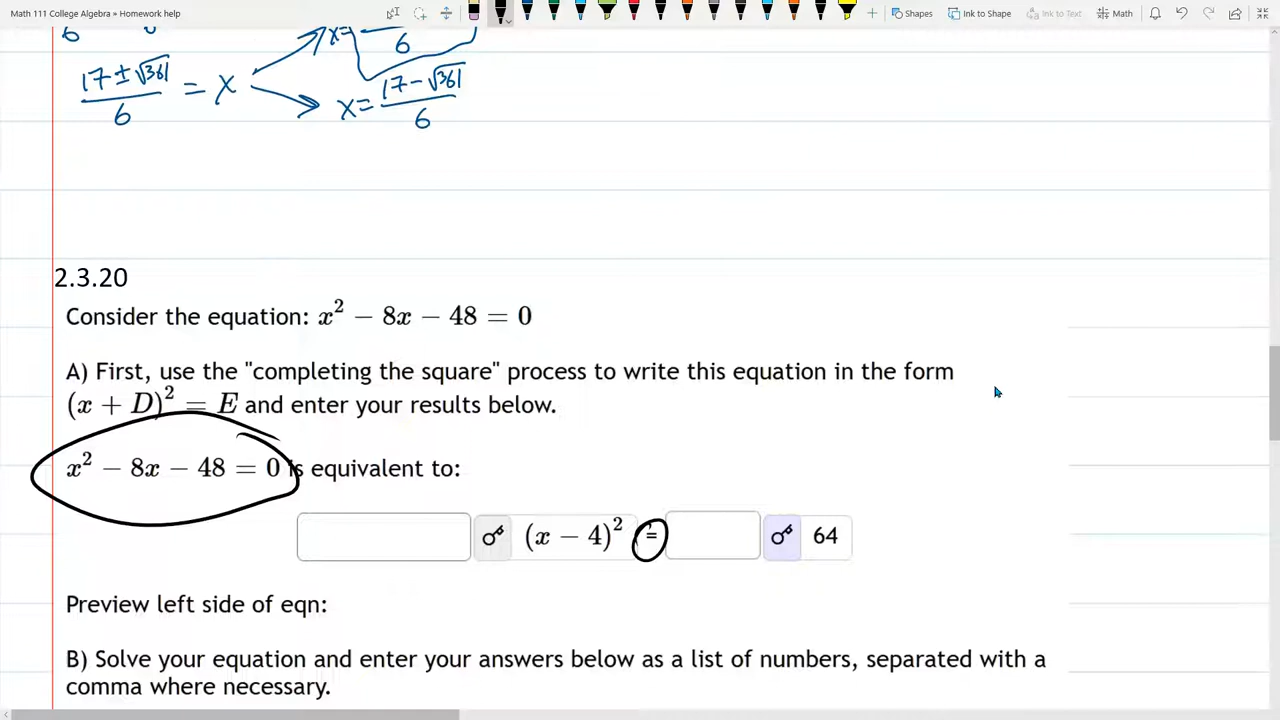 Math 111 College Algebra » Homework help
Shapes Ink to Shape Ink to Text Math
6
x=
6
17±√361
6
= x
x= 17-√361
6
2.3.20
Consider the equation: x² − 8x − 48 = 0
A) First, use the "completing the square" process to write this equation in the form
(x + D)² = E and enter your results below.
x² − 8x − 48 = 0 is equivalent to:
(x − 4)² = 64
Preview left side of eqn:
B) Solve your equation and enter your answers below as a list of numbers, separated with a
comma where necessary.